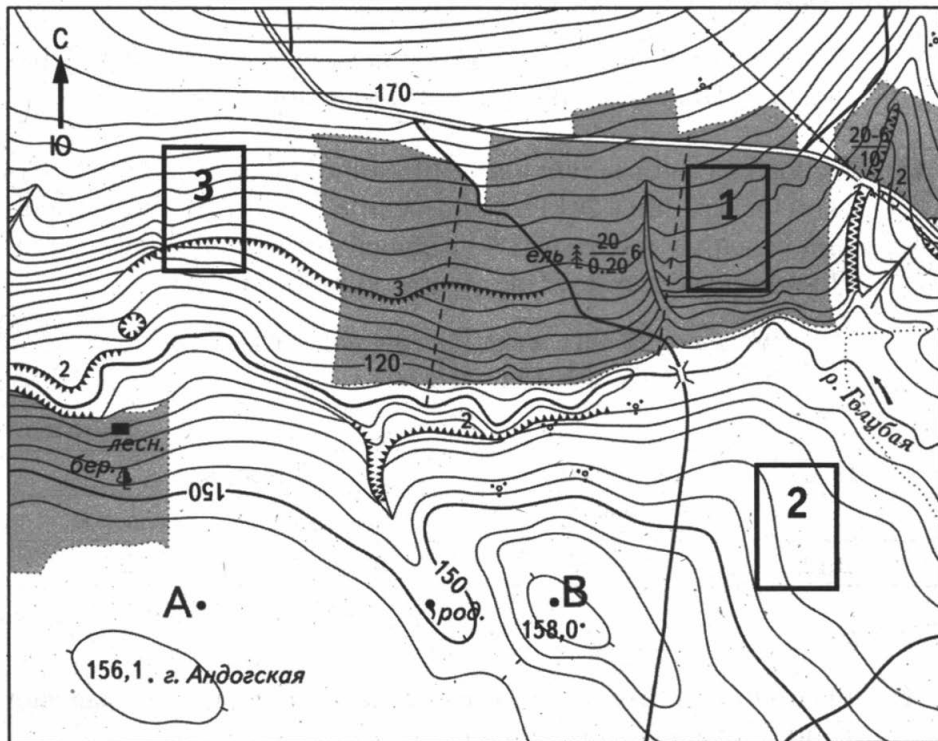 С
Ю
170
3
1
20-6
10
2
ель 20 6
0.20
3
120
2
2
р. Голубая
лесн.
бер.
150
2
150
А
род.
В
158,0
156,1 . г. Андогская